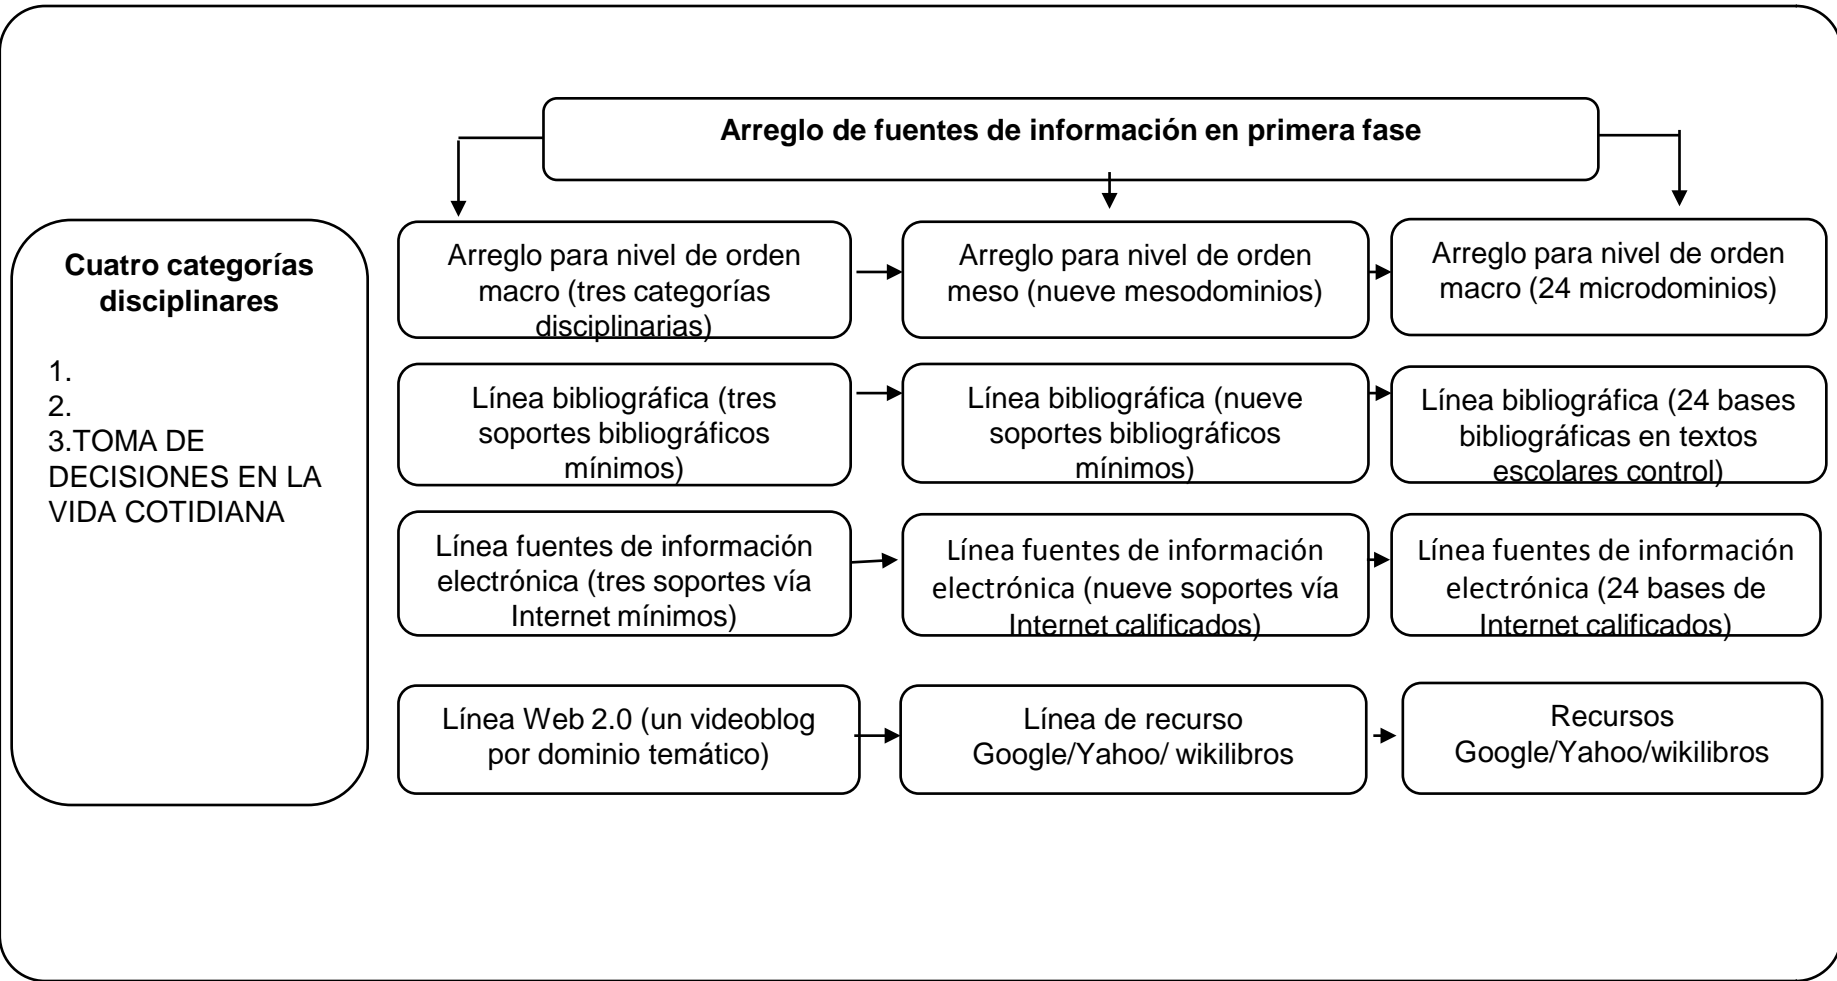 Arreglo de fuentes de información en primera fase
Cuatro categorías
disciplinares
1.
2.
3.TOMA DE
DECISIONES EN LA
VIDA COTIDIANA
Arreglo para nivel de orden
macro (tres categorías
disciplinarias)
Arreglo para nivel de orden
meso (nueve mesodominios)
Arreglo para nivel de orden
macro (24 microdominios)
Línea bibliográfica (tres
soportes bibliográficos
mínimos)
Línea bibliográfica (nueve
soportes bibliográficos
mínimos)
Línea bibliográfica (24 bases
bibliográficas en textos
escolares control)
Línea fuentes de información
electrónica (tres soportes vía
Internet mínimos)
Línea fuentes de información
electrónica (nueve soportes vía
Internet calificados)
Línea fuentes de información
electrónica (24 bases de
Internet calificados)
Línea Web 2.0 (un videoblog
por dominio temático)
Línea de recurso
Google/Yahoo/ wikilibros
Recursos
Google/Yahoo/wikilibros